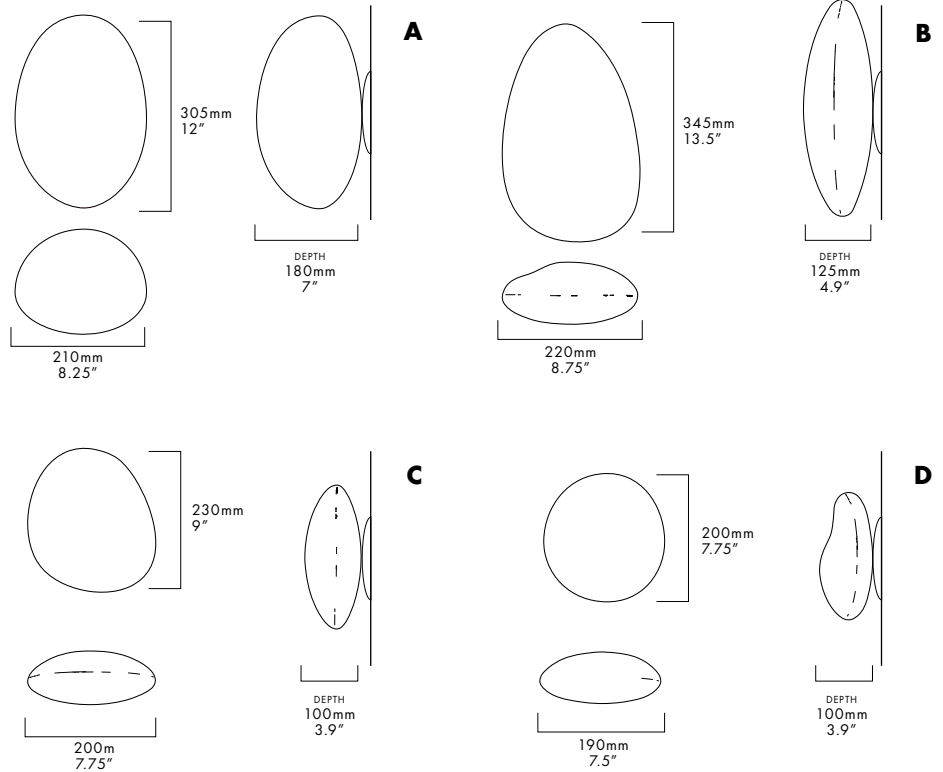 A
305mm
12”
DEPTH
180mm
7”
210mm
8.25”
B
345mm
13.5”
DEPTH
125mm
4.9”
220mm
8.75”
C
230mm
9”
DEPTH
100mm
3.9”
200m
7.75”
D
200mm
7.75”
DEPTH
100mm
3.9”
190mm
7.5”